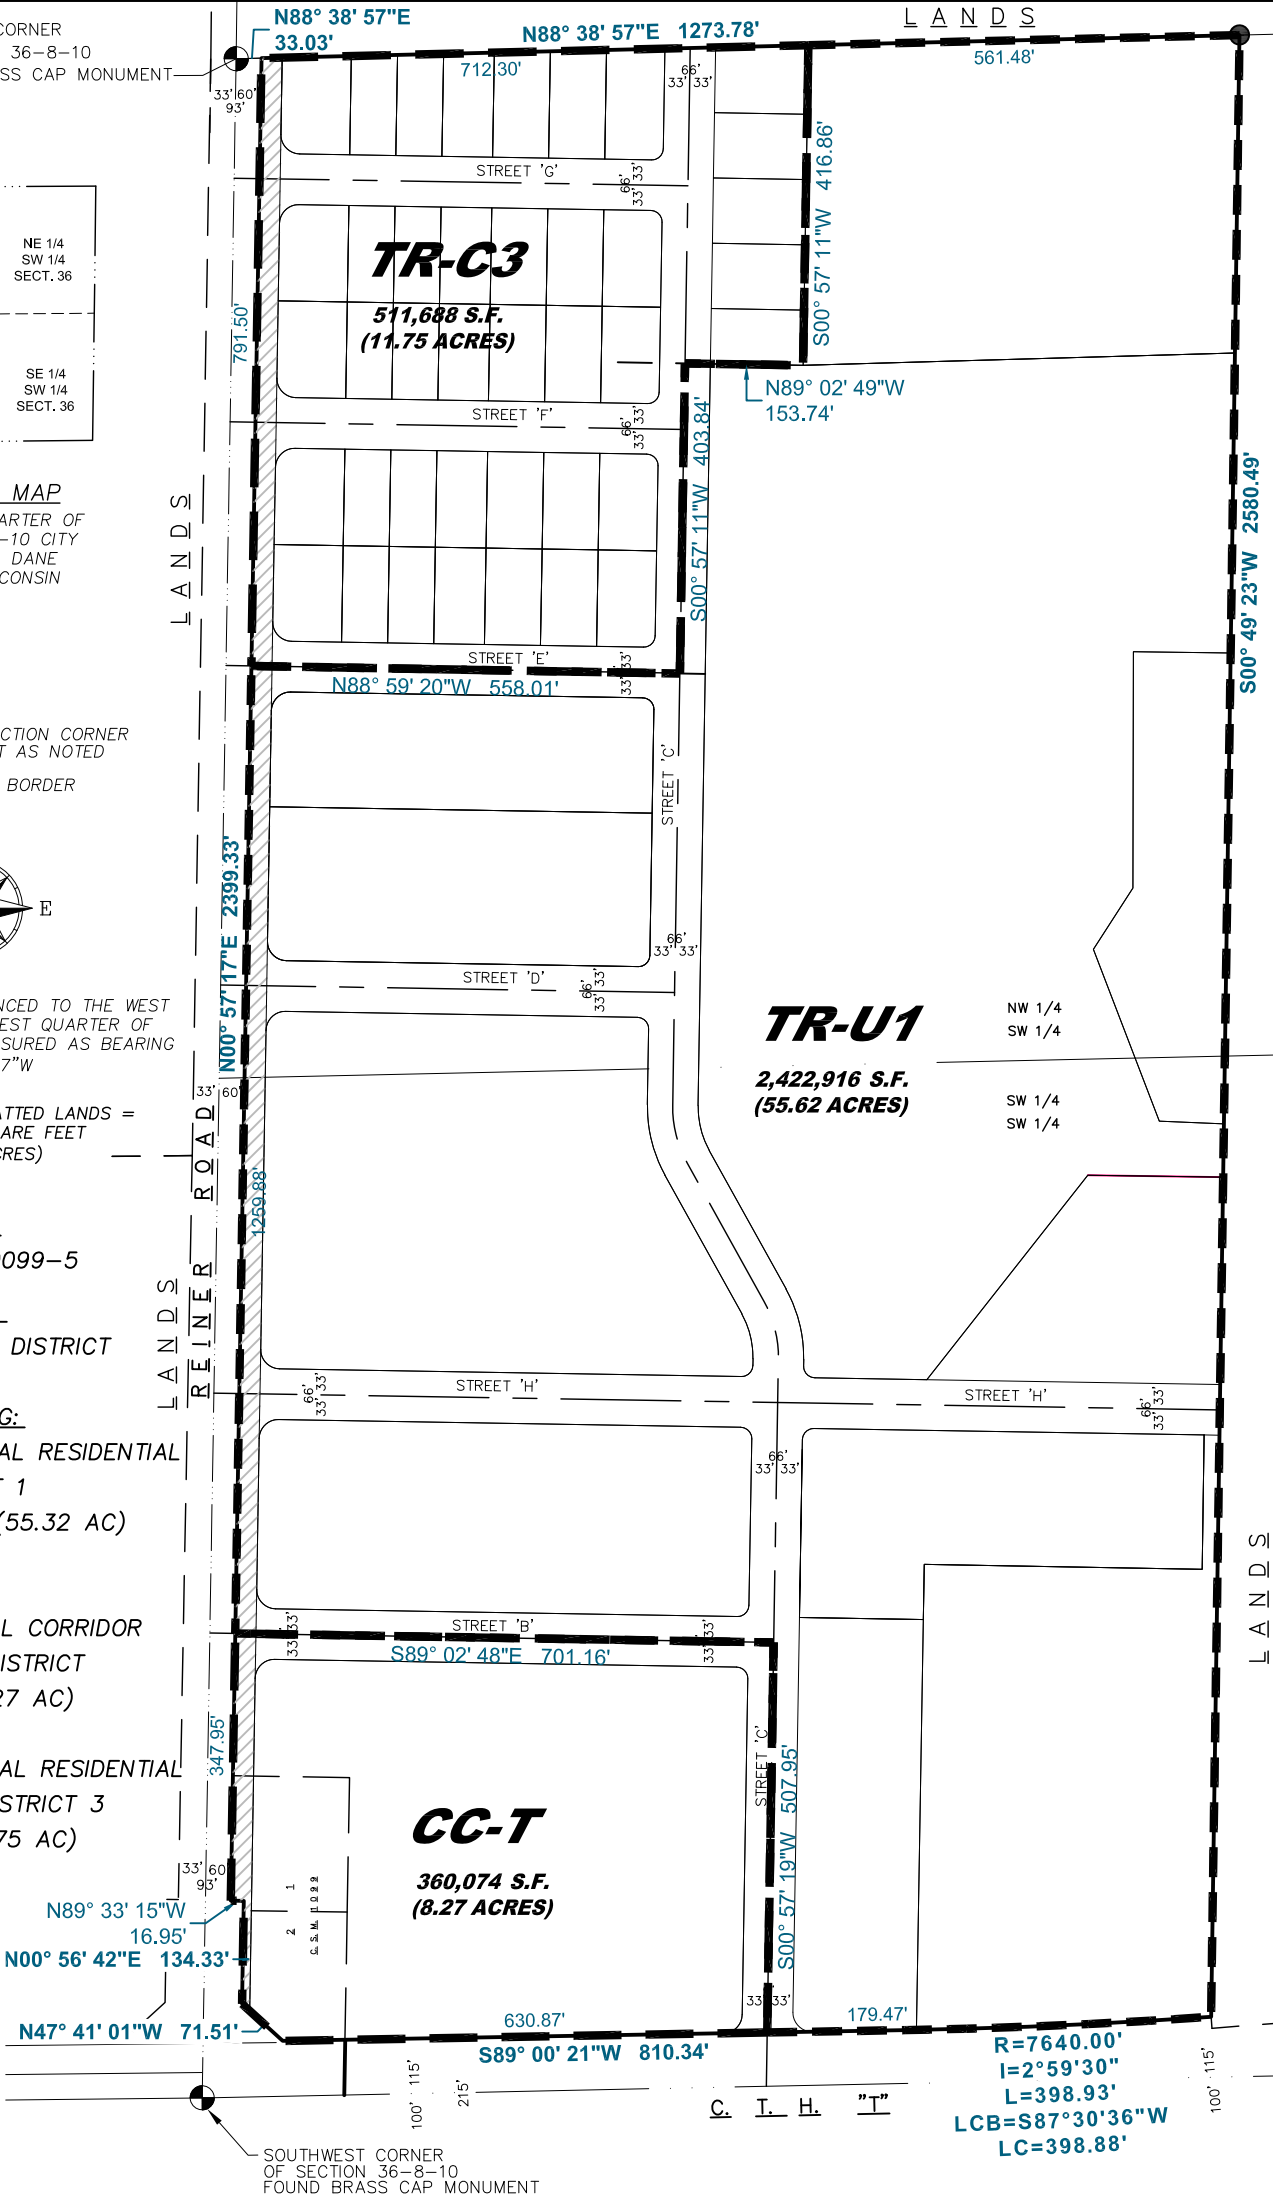 CORNER
36-8-10
SS CAP MONUMENT
N88° 38' 57"E
33.03'
N88° 38' 57"E 1273.78'
LANDS
712.30'
561.48'
66'
33' 33'
33' 60'
93'
STREET 'G'
66'
33' 33'
416.86'
S00° 57' 11"W
NE 1/4
SW 1/4
SECT. 36
TR-C3
511,688 S.F.
(11.75 ACRES)
791.50'
SE 1/4
SW 1/4
SECT. 36
N89° 02' 49"W
153.74'
STREET 'F'
66'
33' 33'
S00° 57' 11"W 403.84'
MAP
ARTER OF
-10 CITY
DANE
CONSIN
LANDS
S00° 49' 23"W 2580.49'
STREET 'E'
33' 33'
N88° 59' 20"W 558.01'
CTION CORNER
T AS NOTED
BORDER
STREET 'C'
N00° 57' 17"E 2399.33'
E
66'
33' 33'
STREET 'D'
66'
33' 33'
NCED TO THE WEST
EST QUARTER OF
SURED AS BEARING
7"W
TR-U1
2,422,916 S.F.
(55.62 ACRES)
NW 1/4
SW 1/4
SW 1/4
SW 1/4
33' 60'
ATTED LANDS =
ARE FEET
CRES)
REINER ROAD
1259.88'
0099-5
LANDS
DISTRICT
STREET 'H'
66'
33' 33'
STREET 'H'
66'
33' 33'
G:
AL RESIDENTIAL
T 1
(55.32 AC)
66'
33' 33'
LANDS
L CORRIDOR
DISTRICT
27 AC)
STREET 'B'
33' 33'
33' 33'
S89° 02' 48"E 701.16'
347.95'
AL RESIDENTIAL
STRICT 3
75 AC)
STREET 'C'
S00° 57' 19"W 507.95'
CC-T
360,074 S.F.
(8.27 ACRES)
33' 60'
93'
1
2
C.S.M. 1099
N89° 33' 15"W
16.95'
N00° 56' 42"E 134.33'
N47° 41' 01"W 71.51'
630.87'
33' 33'
179.47'
S89° 00' 21"W 810.34'
R=7640.00'
I=2°59'30"
L=398.93'
LCB=S87°30'36"W
LC=398.88'
100' 115'
215'
C. T. H. "T"
100' 115'
SOUTHWEST CORNER
OF SECTION 36-8-10
FOUND BRASS CAP MONUMENT